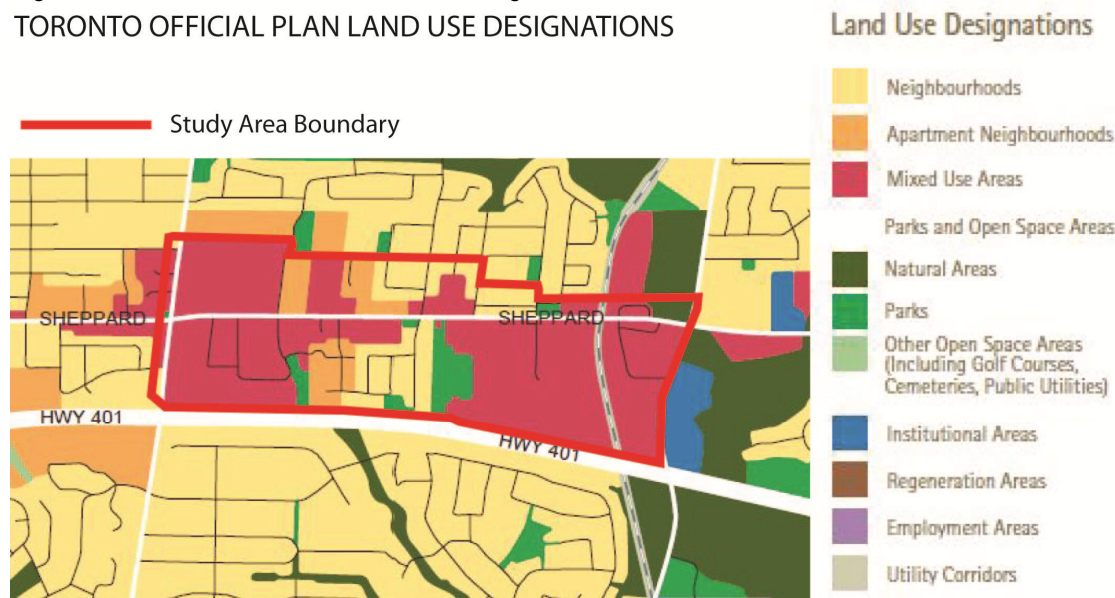 TORONTO OFFICIAL PLAN LAND USE DESIGNATIONS
Study Area Boundary
SHEPPARD
SHEPPARD
HWY 401
HWY 401
Land Use Designations
Neighbourhoods
Apartment Neighbourhoods
Mixed Use Areas
Parks and Open Space Areas
Natural Areas
Parks
Other Open Space Areas
(Including Golf Courses,
Cemeteries, Public Utilities)
Institutional Areas
Regeneration Areas
Employment Areas
Utility Corridors